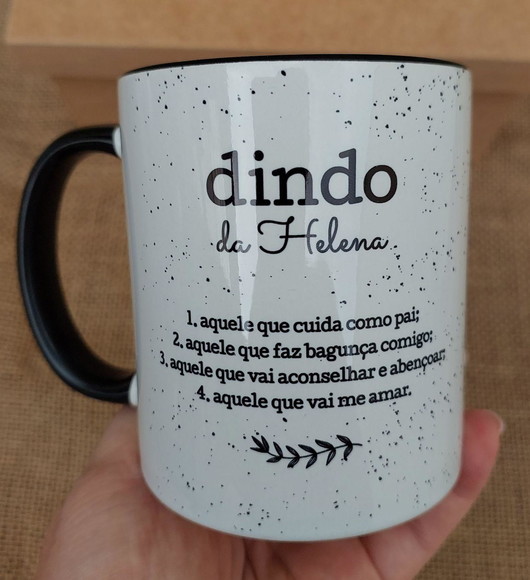 dindo
da Helena
1. aquele que cuida como pai;
2. aquele que faz bagunça comigo;
3. aquele que vai aconselhar e abençoar;
4. aquele que vai me amar.